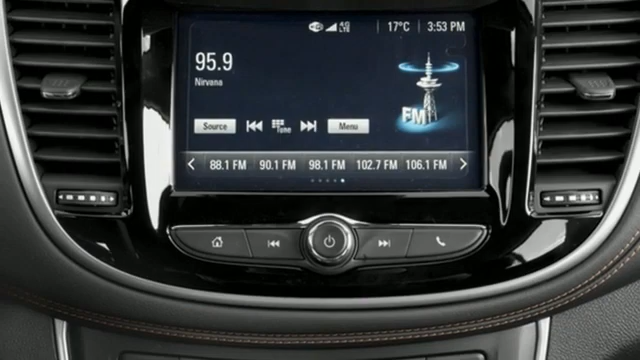 4G LTE 17°C 3:53 PM
95.9
Nirvana
FM
Source Tune Menu
88.1 FM 90.1 FM 98.1 FM 102.7 FM 106.1 FM